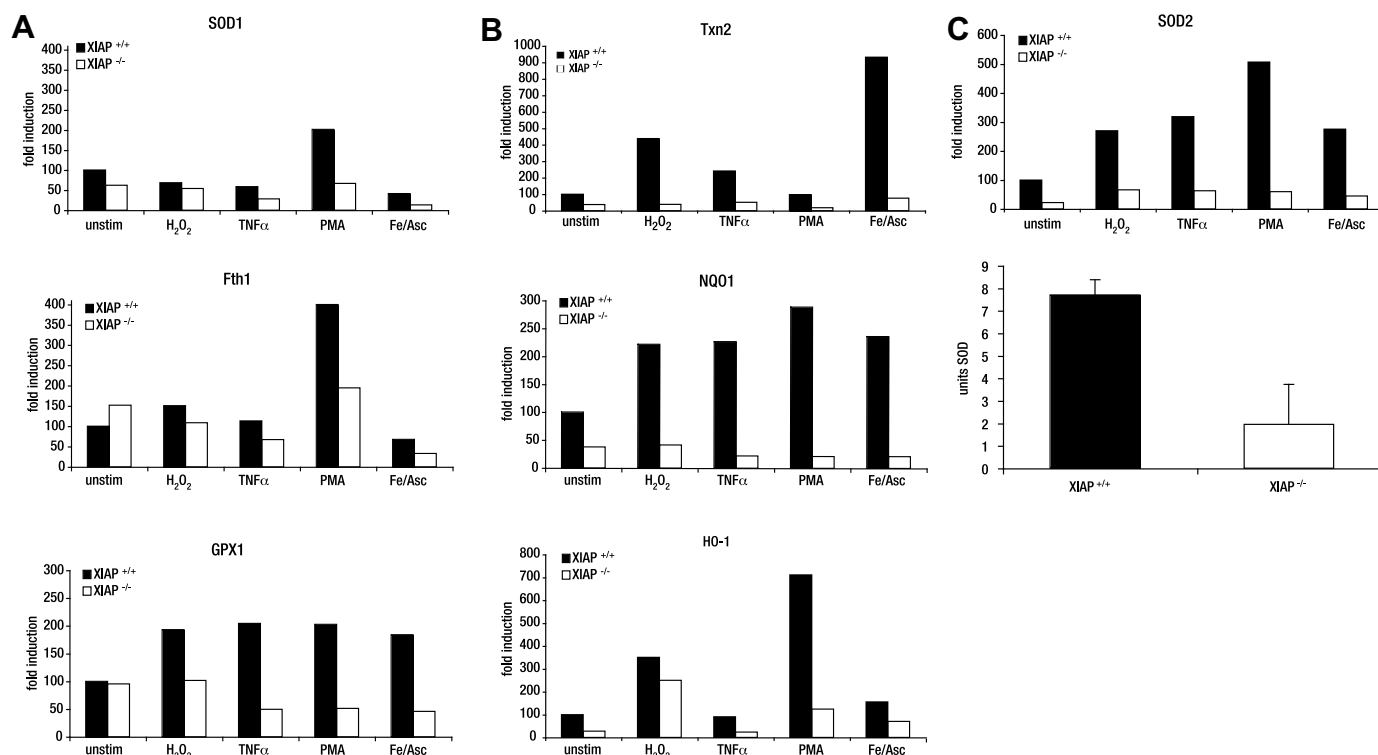 A
SOD1
XIAP +/+
XIAP -/-
fold induction
400
350
300
250
200
150
100
50
0
unstim H2O2 TNFα PMA Fe/Asc
Fth1
XIAP +/+
XIAP -/-
fold induction
400
350
300
250
200
150
100
50
0
unstim H2O2 TNFα PMA Fe/Asc
GPX1
XIAP +/+
XIAP -/-
fold induction
300
250
200
150
100
50
0
unstim H2O2 TNFα PMA Fe/Asc
B
Txn2
XIAP +/+
XIAP -/-
fold induction
1000
900
800
700
600
500
400
300
200
100
0
unstim H2O2 TNFα PMA Fe/Asc
NQO1
XIAP +/+
XIAP -/-
fold induction
300
250
200
150
100
50
0
unstim H2O2 TNFα PMA Fe/Asc
HO-1
XIAP +/+
XIAP -/-
fold induction
800
700
600
500
400
300
200
100
0
unstim H2O2 TNFα PMA Fe/Asc
C
SOD2
XIAP +/+
XIAP -/-
fold induction
600
500
400
300
200
100
0
unstim H2O2 TNFα PMA Fe/Asc
units SOD
9
8
7
6
5
4
3
2
1
0
XIAP +/+ XIAP -/-